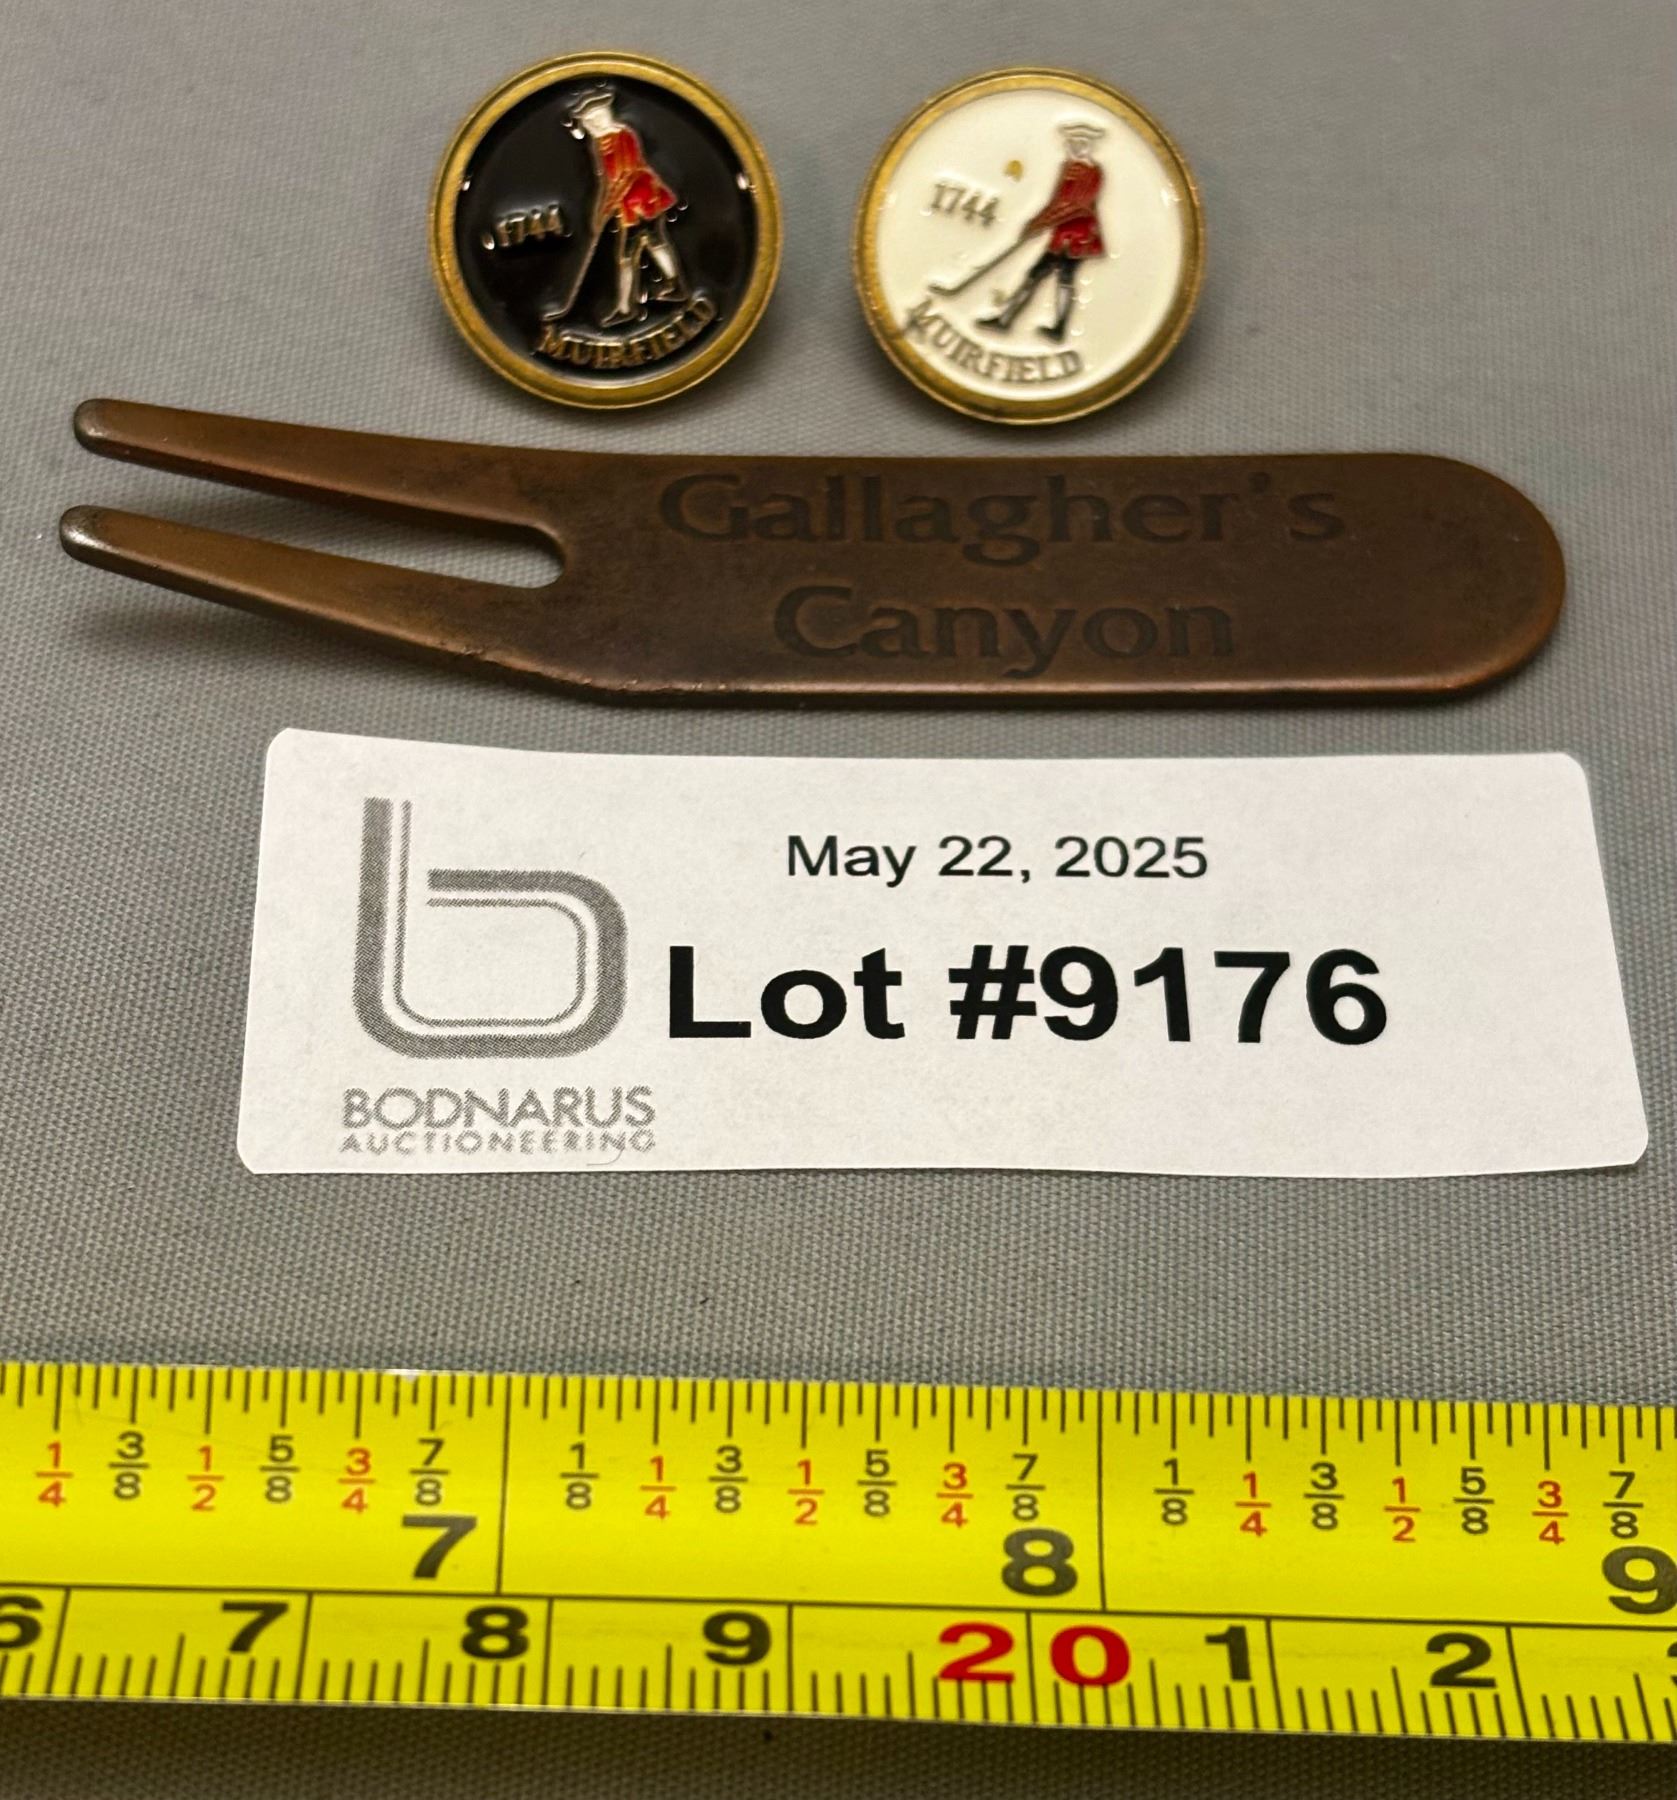 1744
MUIRFIELD
1744
MUIRFIELD
Gallagher's
Canyon
May 22, 2025
Lot #9176
b
BODNARUS
AUCTIONEERING
1/4 3/8 1/2 5/8 3/4 7/8 1/8 1/4 3/8 1/2 5/8 3/4 7/8 1/8 1/4 3/8 1/2 5/8 3/4 7/8
7 8 9
6 7 8 9 20 1 2